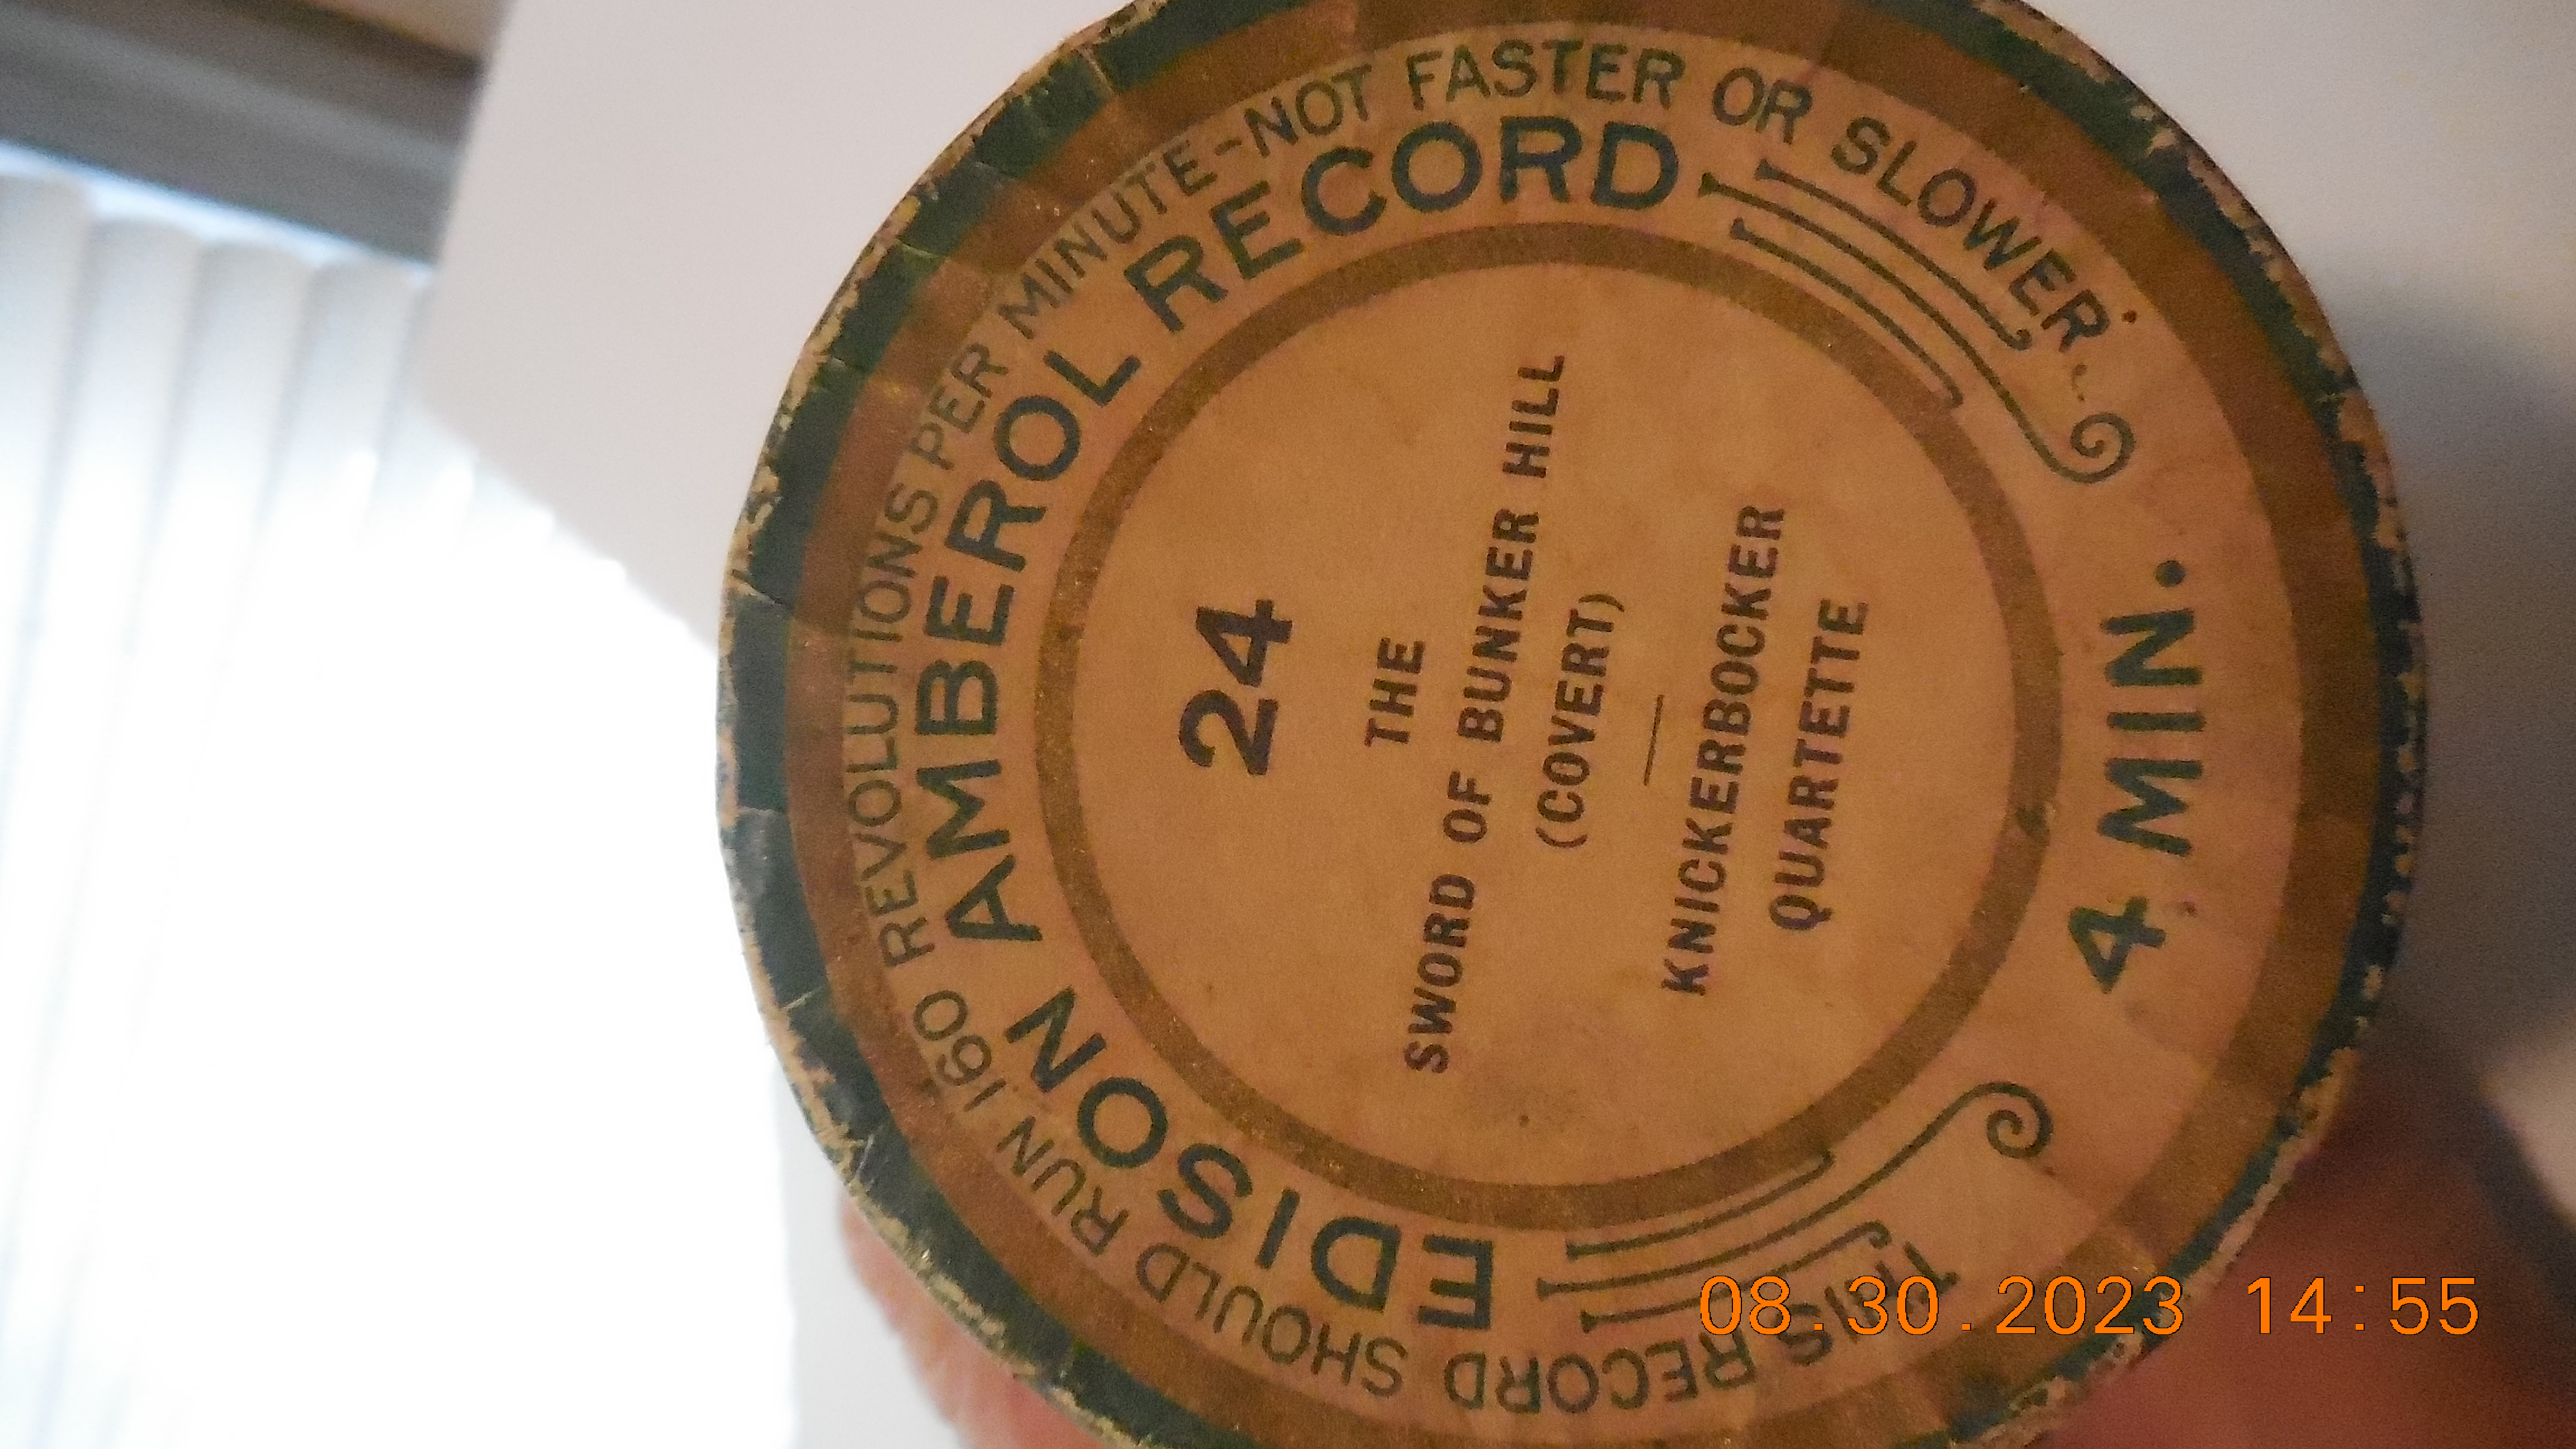 THIS RECORD SHOULD RUN 160 REVOLUTIONS PER MINUTE-NOT FASTER OR SLOWER.
EDISON AMBEROL RECORD
24
THE
SWORD OF BUNKER HILL
(COVERT)
KNICKERBOCKER
QUARTETTE
4 MIN.
08.30.2023 14:55